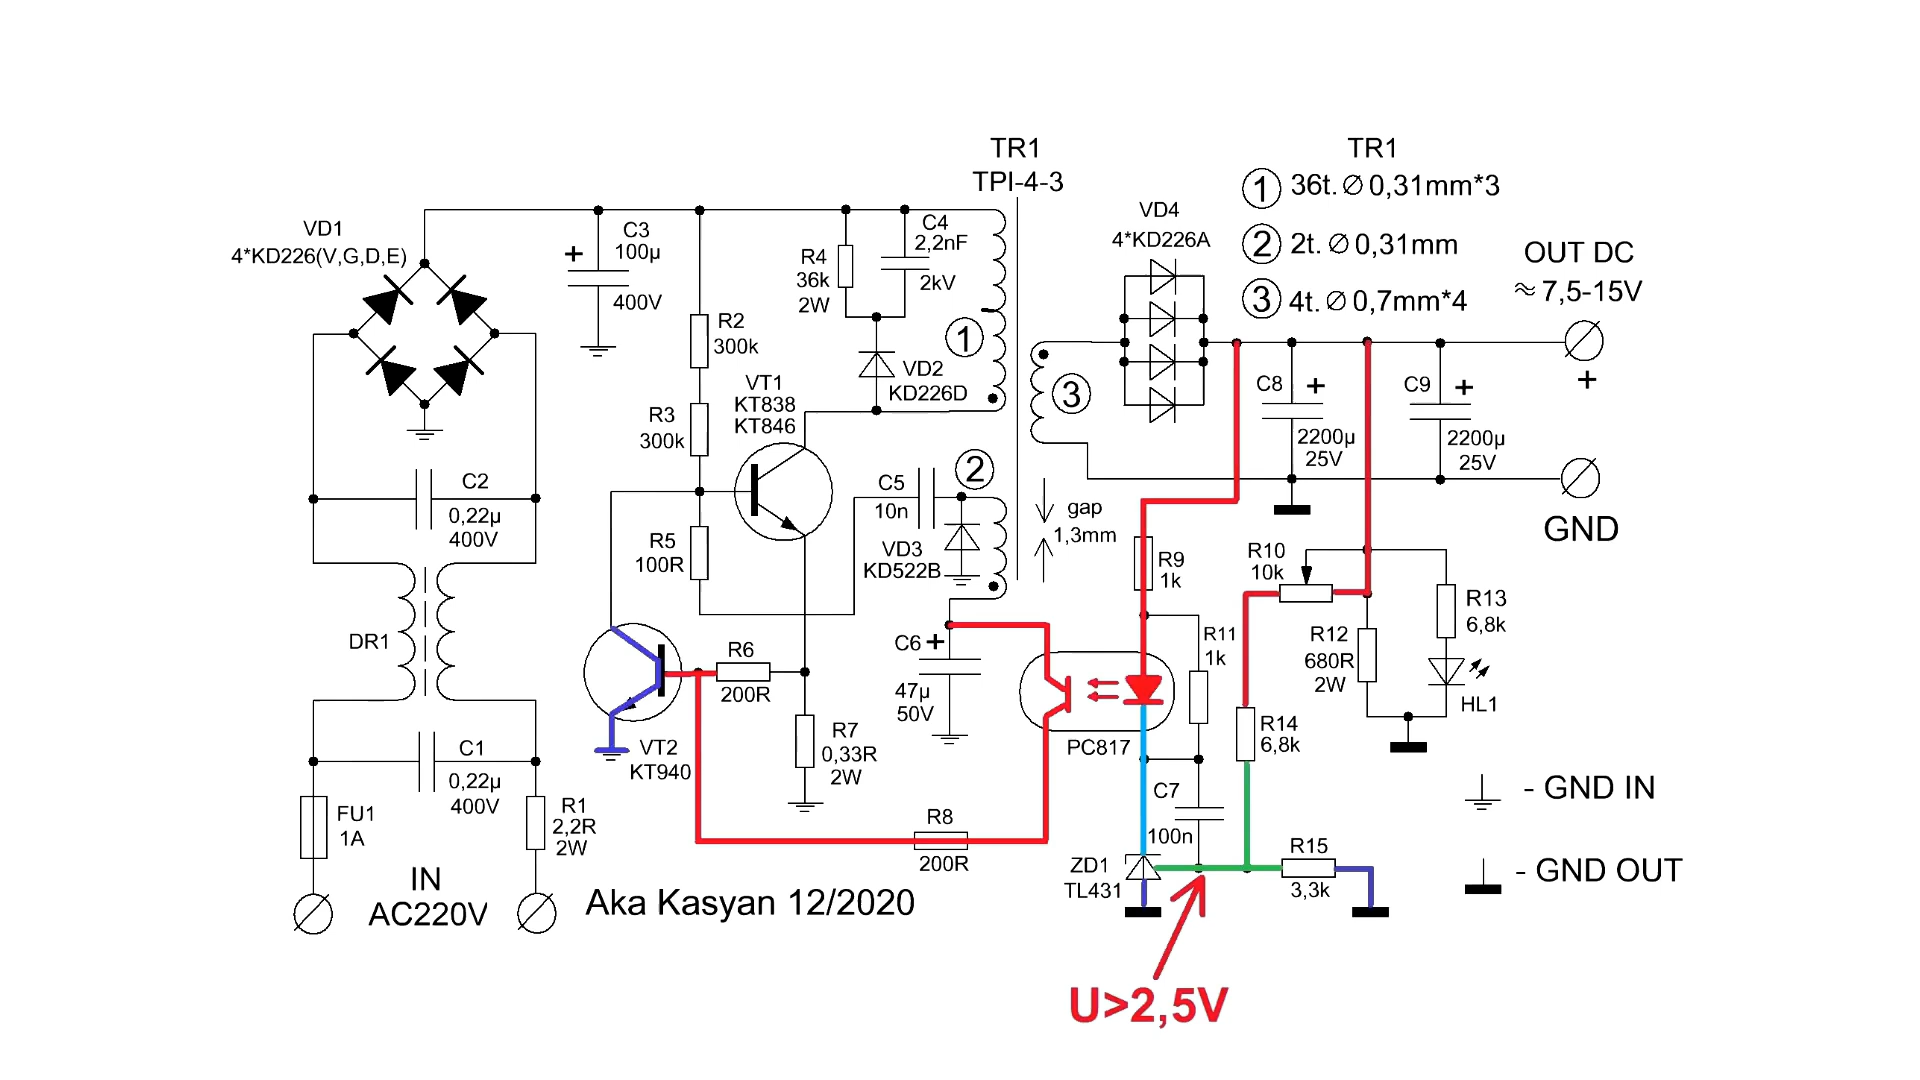 TR1
TPI-4-3
TR1
1 36t. Ø 0,31mm*3
2 2t. Ø 0,31mm
3 4t. Ø 0,7mm*4
VD4
4*KD226A
OUT DC
≈ 7,5-15V
VD1
4*KD226(V,G,D,E)
+
C3
100µ
400V
R4
36k
2W
C4
2,2nF
2kV
R2
300k
1
VD2
KD226D
3
C8
+
2200µ
25V
C9
+
2200µ
25V
+
VT1
KT838
KT846
R3
300k
2
GND
C2
0,22µ
400V
C5
10n
gap
1,3mm
R5
100R
VD3
KD522B
R9
1k
R10
10k
R13
6,8k
DR1
R6
200R
C6
+
47µ
50V
R11
1k
R12
680R
2W
HL1
VT2
KT940
R7
0,33R
2W
PC817
R14
6,8k
C1
0,22µ
400V
C7
100n
- GND IN
FU1
1A
R1
2,2R
2W
R8
200R
ZD1
TL431
R15
3,3k
- GND OUT
IN
AC220V
Aka Kasyan 12/2020
U>2,5V